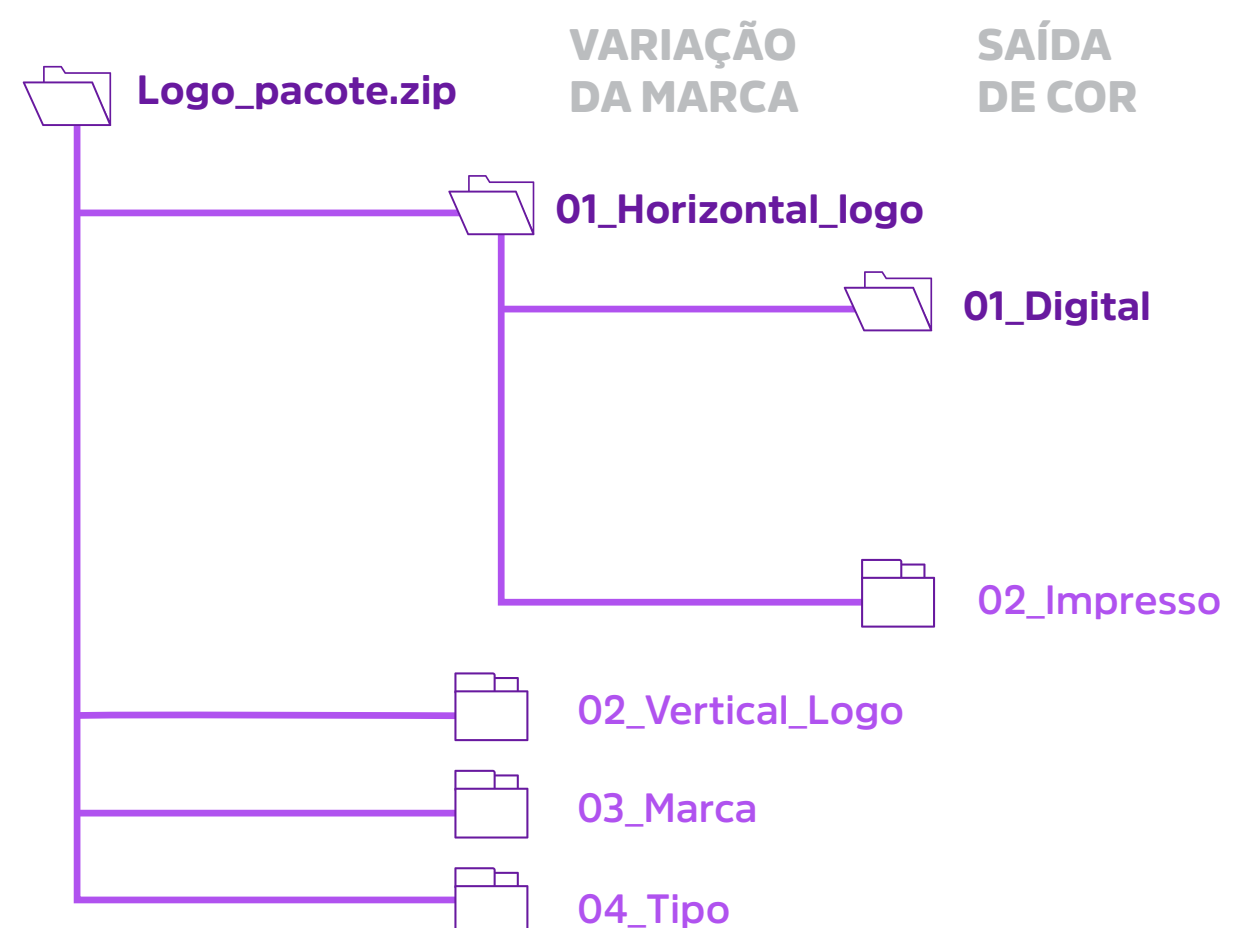 VARIAÇÃO
DA MARCA
SAÍDA
DE COR
Logo_pacote.zip
01_Horizontal_logo
01_Digital
02_Impresso
02_Vertical_Logo
03_Marca
04_Tipo